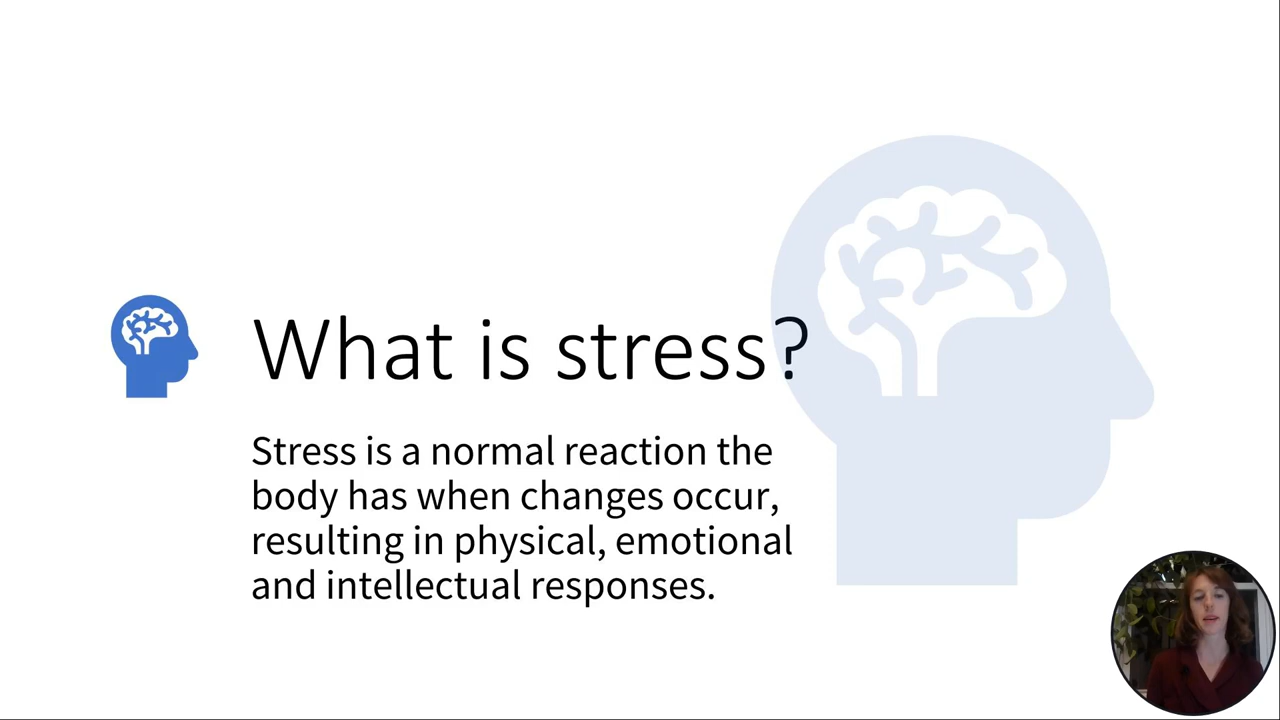 What is stress?
Stress is a normal reaction the
body has when changes occur,
resulting in physical, emotional
and intellectual responses.